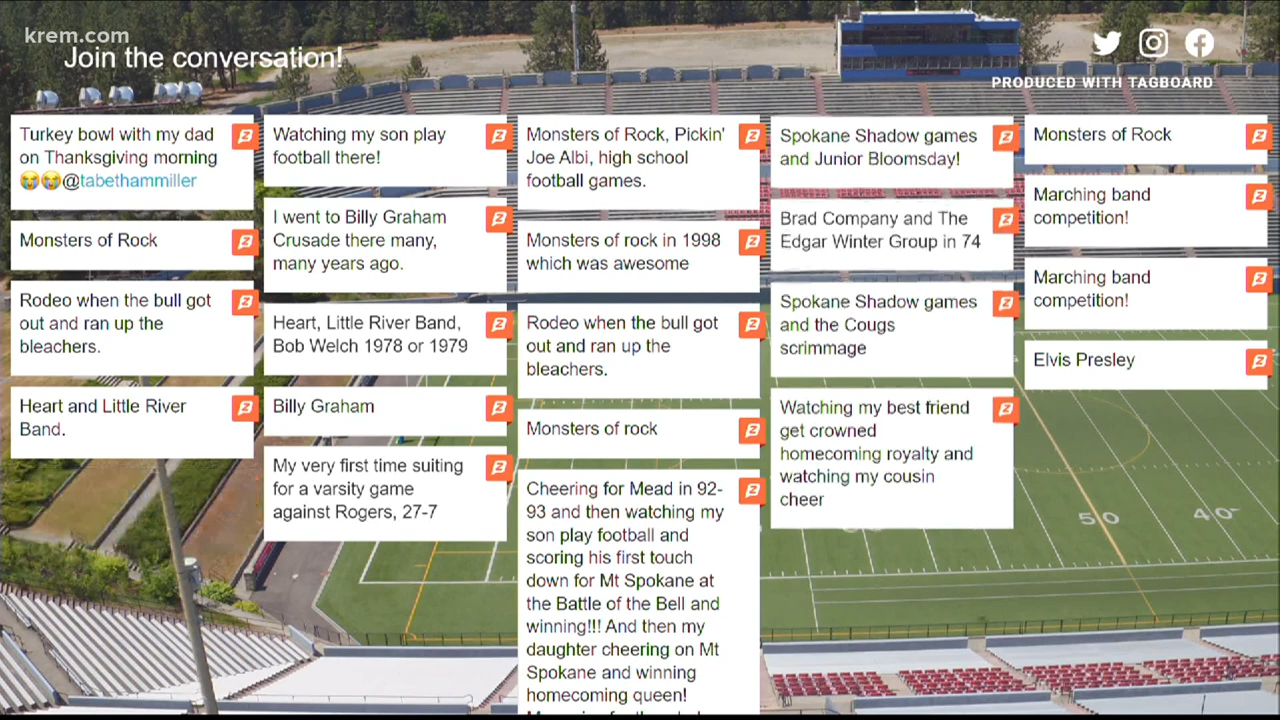 krem.com
Join the conversation!
PRODUCED WITH TAGBOARD
Turkey bowl with my dad
on Thanksgiving morning
😭😭@tabethammiller
Monsters of Rock
Rodeo when the bull got
out and ran up the
bleachers.
Heart and Little River
Band.
Watching my son play
football there!
I went to Billy Graham
Crusade there many,
many years ago.
Heart, Little River Band,
Bob Welch 1978 or 1979
Billy Graham
My very first time suiting
for a varsity game
against Rogers, 27-7
Monsters of Rock, Pickin'
Joe Albi, high school
football games.
Monsters of rock in 1998
which was awesome
Rodeo when the bull got
out and ran up the
bleachers.
Monsters of rock
Cheering for Mead in 92-
93 and then watching my
son play football and
scoring his first touch
down for Mt Spokane at
the Battle of the Bell and
winning!!! And then my
daughter cheering on Mt
Spokane and winning
homecoming queen!
Spokane Shadow games
and Junior Bloomsday!
Brad Company and The
Edgar Winter Group in 74
Spokane Shadow games
and the Cougs
scrimmage
Watching my best friend
get crowned
homecoming royalty and
watching my cousin
cheer
Monsters of Rock
Marching band
competition!
Marching band
competition!
Elvis Presley
50 40